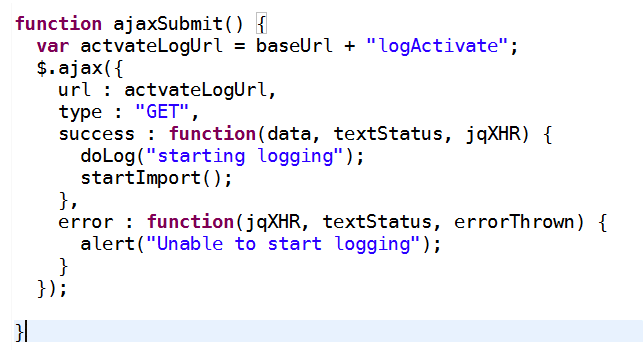 function ajaxSubmit() {
  var actvateLogUrl = baseUrl + "logActivate";
  $.ajax({
    url : actvateLogUrl,
    type : "GET",
    success : function(data, textStatus, jqXHR) {
      doLog("starting logging");
      startImport();
    },
    error : function(jqXHR, textStatus, errorThrown) {
      alert("Unable to start logging");
    }
  });
}